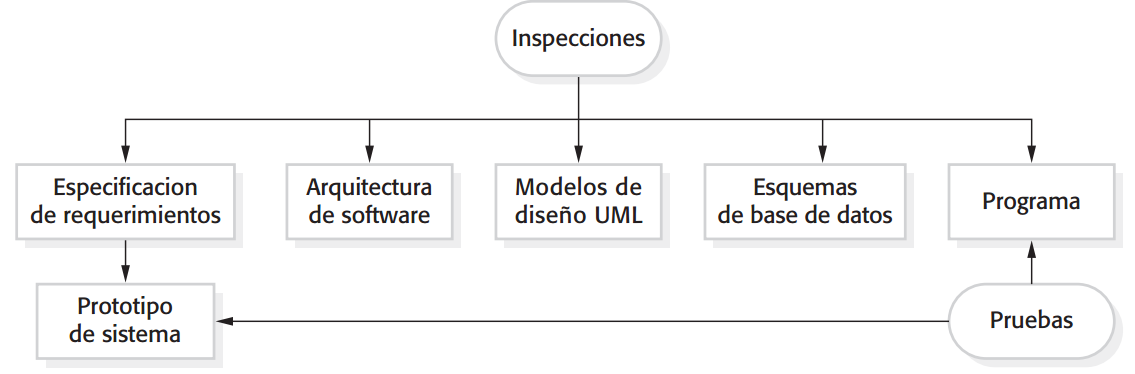 Inspecciones
Especificacion
de requerimientos
Arquitectura
de software
Modelos de
diseño UML
Esquemas
de base de datos
Programa
Prototipo
de sistema
Pruebas